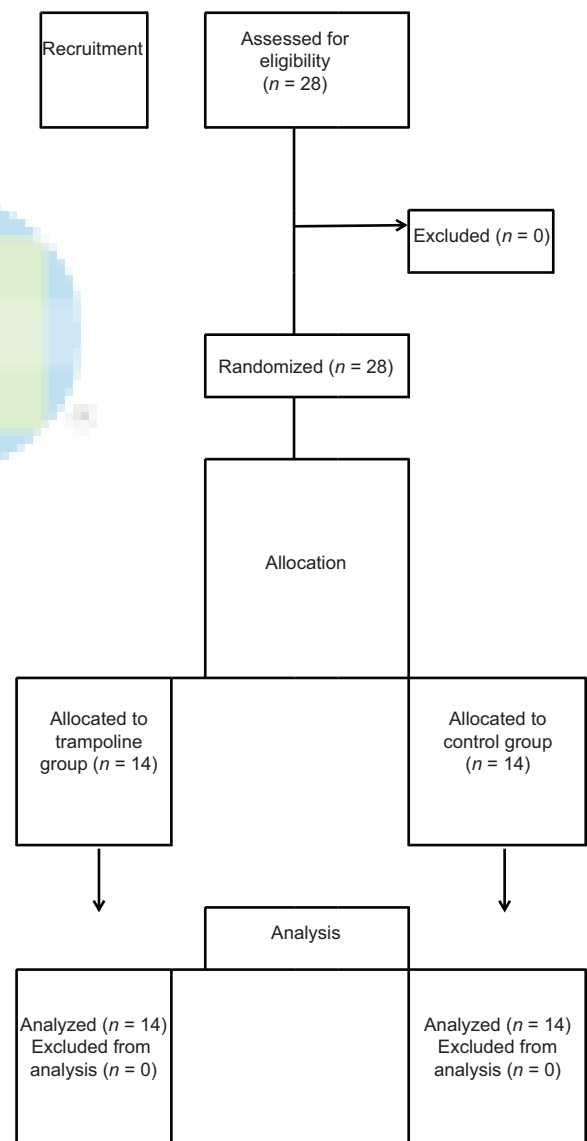 Recruitment
Assessed for
eligibility
(n = 28)
Excluded (n = 0)
Randomized (n = 28)
Allocation
Allocated to
trampoline
group (n = 14)
Allocated to
control group
(n = 14)
Analysis
Analyzed (n = 14)
Excluded from
analysis (n = 0)
Analyzed (n = 14)
Excluded from
analysis (n = 0)